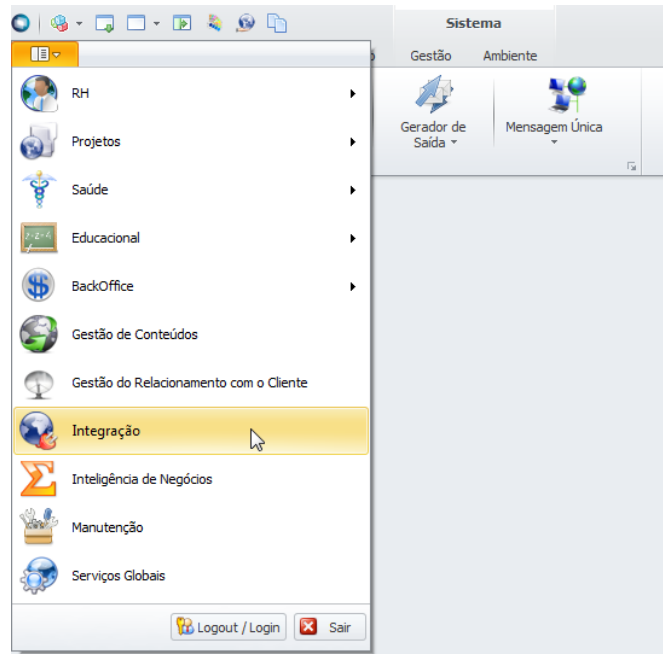 Sistema
Gestão Ambiente
RH
Projetos
Saúde
Educacional
BackOffice
Gestão de Conteúdos
Gestão do Relacionamento com o Cliente
Integração
Inteligência de Negócios
Manutenção
Serviços Globais
Logout / Login
Sair
Gerador de
Saída
Mensagem Única